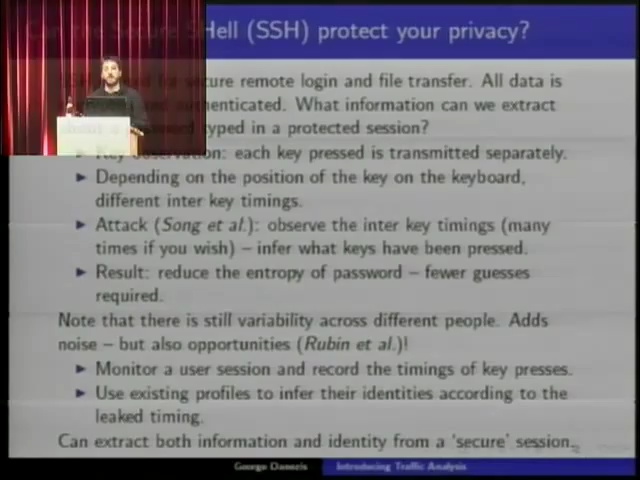 Hell (SSH) protect your privacy?
secure remote login and file transfer. All data is
authenticated. What information can we extract
typed in a protected session?
Key observation: each key pressed is transmitted separately.
Depending on the position of the key on the keyboard,
different inter key timings.
Attack (Song et al.): observe the inter key timings (many
times if you wish) – infer what keys have been pressed.
Result: reduce the entropy of password – fewer guesses
required.
Note that there is still variability across different people. Adds
noise – but also opportunities (Rubin et al.)!
Monitor a user session and record the timings of key presses.
Use existing profiles to infer their identities according to the
leaked timing.
Can extract both information and identity from a 'secure' session.
George Danezis Introducing Traffic Analysis